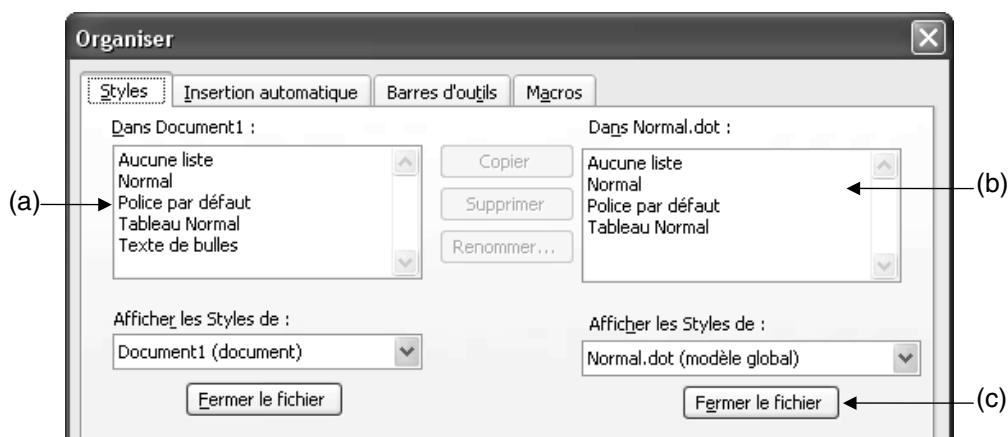 Organiser
Styles Insertion automatique Barres d'outils Macros
Dans Document1 :
Aucune liste
Normal
Police par défaut
Tableau Normal
Texte de bulles
(a)
Copier
Supprimer
Renommer...
Dans Normal.dot :
Aucune liste
Normal
Police par défaut
Tableau Normal
(b)
Afficher les Styles de :
Document1 (document)
Fermer le fichier
Afficher les Styles de :
Normal.dot (modèle global)
Fermer le fichier
(c)